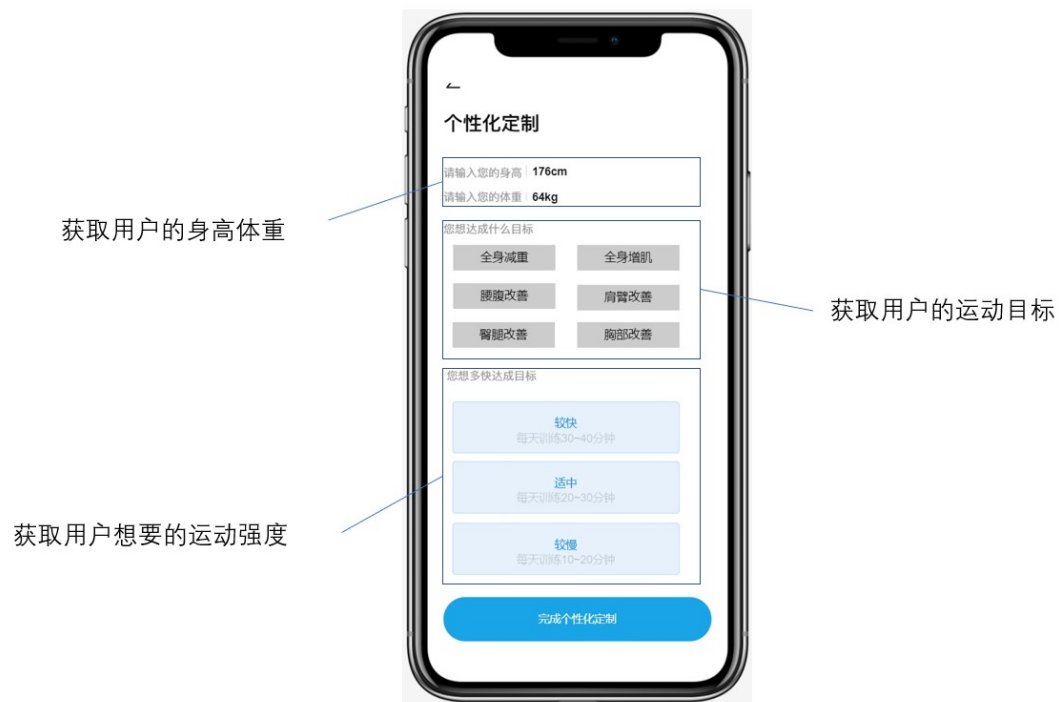 个性化定制
请输入您的身高 176cm
请输入您的体重 64kg
获取用户的身高体重
您想达成什么目标
全身减重 全身增肌
腰腹改善 肩臂改善
臀腿改善 胸部改善
获取用户的运动目标
您想多快达成目标
较快
每天训练30~40分钟
适中
每天训练20~30分钟
较慢
每天训练10~20分钟
获取用户想要的运动强度
完成个性化定制